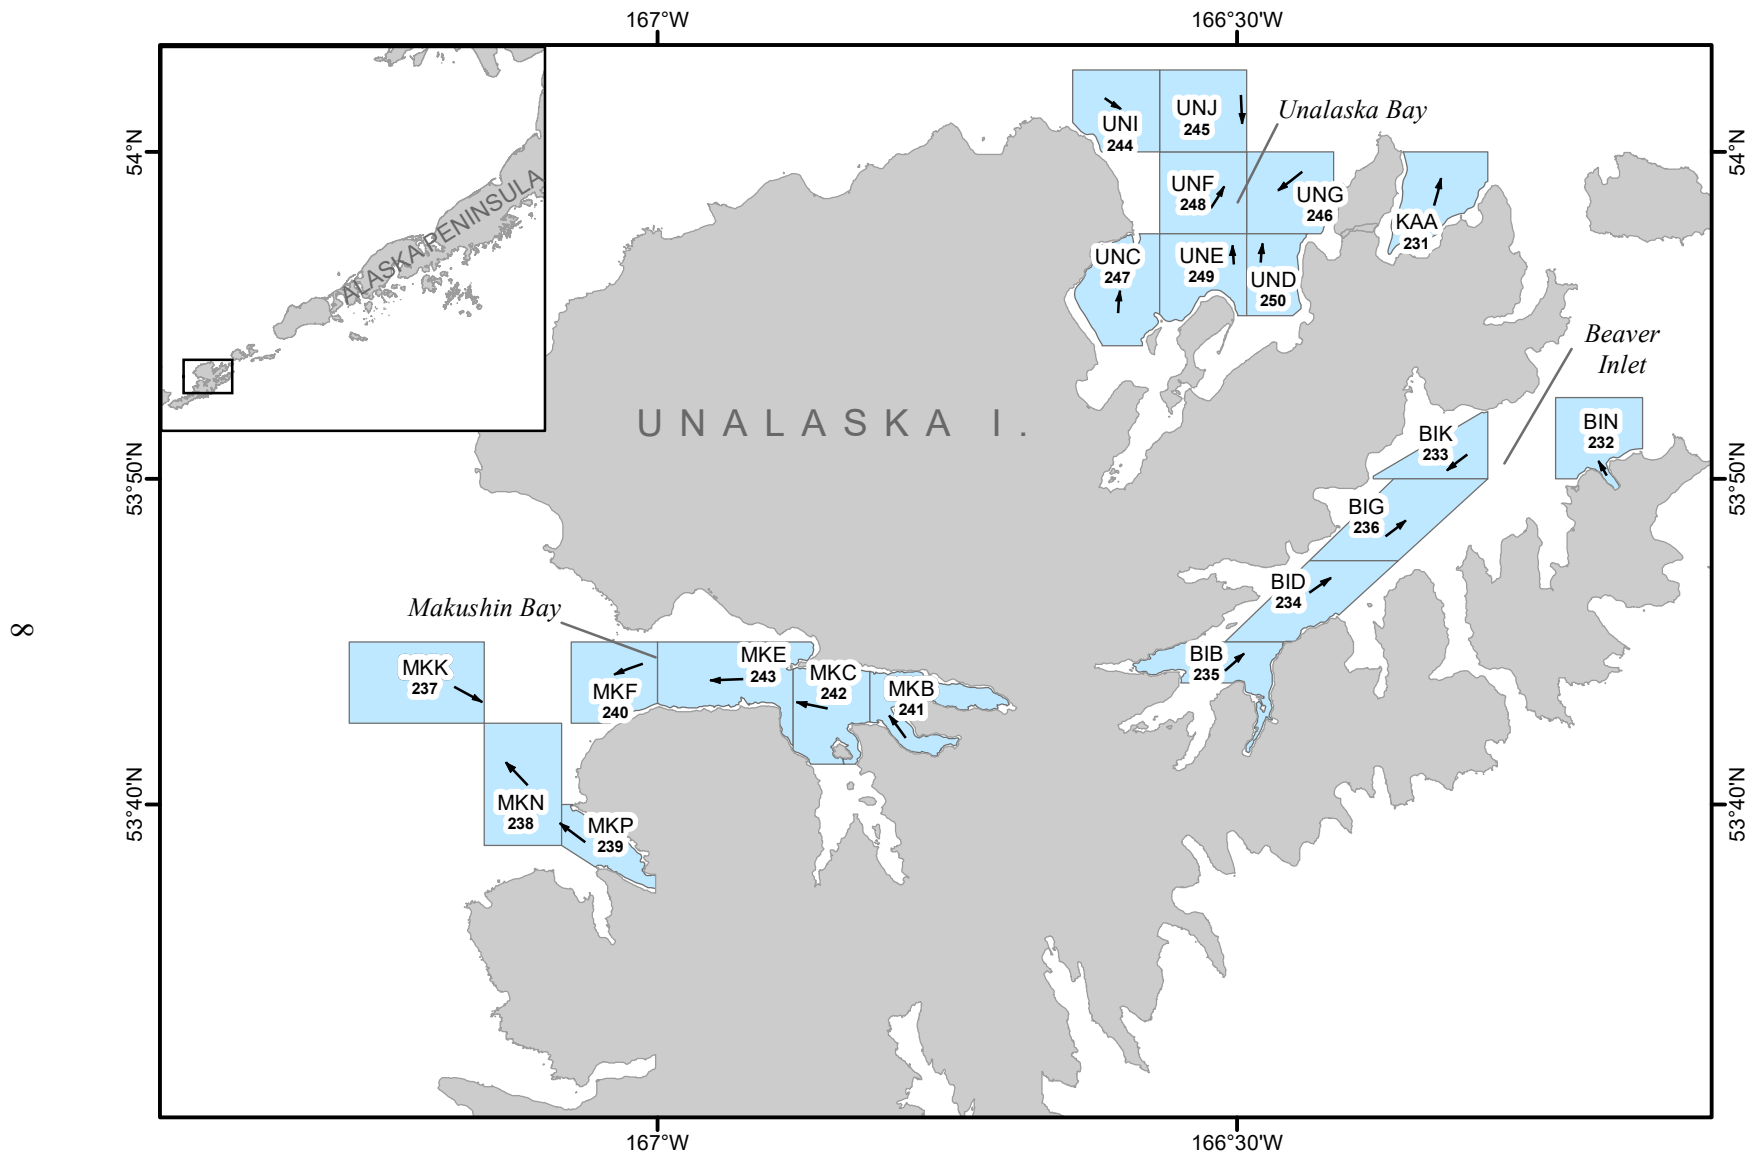 167°W
166°30'W
54°N
54°N
53°50'N
53°50'N
53°40'N
53°40'N
167°W
166°30'W
8
ALASKA PENINSULA
UNALASKA I.
Unalaska Bay
Beaver
Inlet
Makushin Bay
UNI
244
UNJ
245
UNF
248
UNG
246
KAA
231
UNC
247
UNE
249
UND
250
BIK
233
BIN
232
BIG
236
BID
234
BIB
235
MKK
237
MKF
240
MKE
243
MKC
242
MKB
241
MKN
238
MKP
239